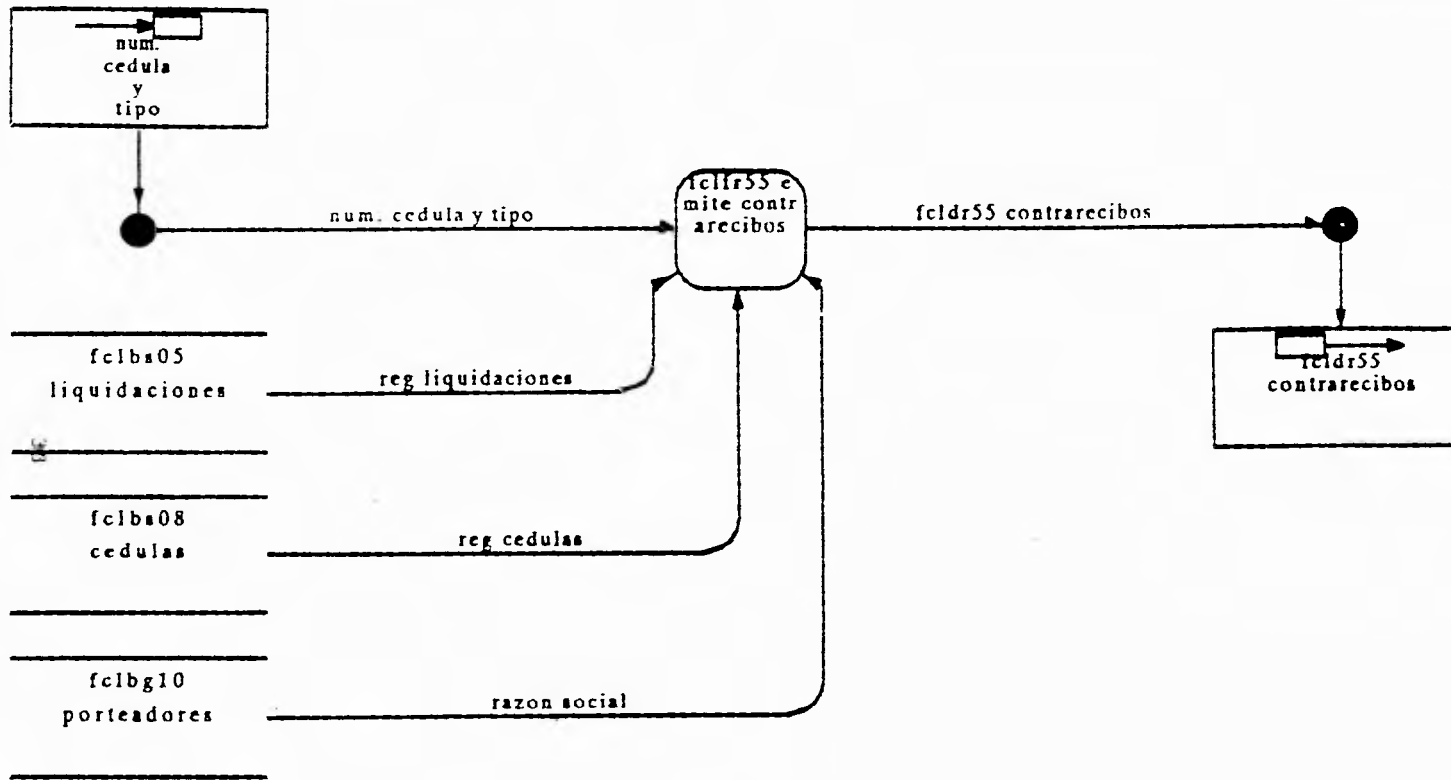 num.
cedula
y
tipo
num. cedula y tipo
fclfr55 e
mite contr
arecibos
fcldr55 contrarecibos
fcldr55
contrarecibos
fclbs05
liquidaciones
reg liquidaciones
fclbs08
cedulas
reg cedulas
fclbg10
porteadores
razon social